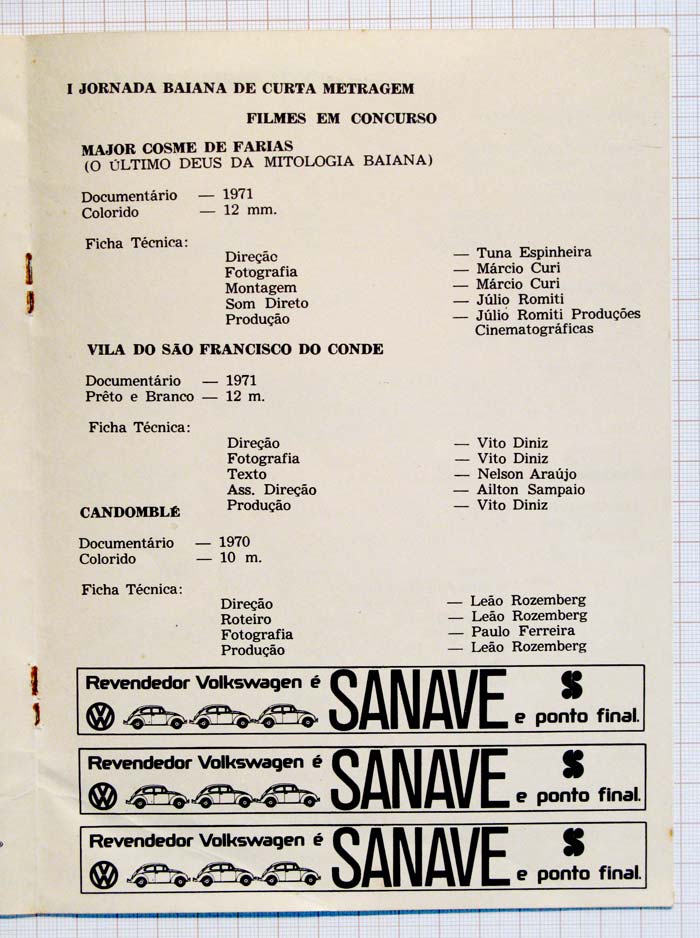 I JORNADA BAIANA DE CURTA METRAGEM
FILMES EM CONCURSO
MAJOR COSME DE FARIAS
(O ÚLTIMO DEUS DA MITOLOGIA BAIANA)
Documentário — 1971
Colorido — 12 mm.
Ficha Técnica:
Direção — Tuna Espinheira
Fotografia — Márcio Curi
Montagem — Márcio Curi
Som Direto — Júlio Romiti
Produção — Júlio Romiti Produções
Cinematográficas
VILA DO SÃO FRANCISCO DO CONDE
Documentário — 1971
Prêto e Branco — 12 m.
Ficha Técnica:
Direção — Vito Diniz
Fotografia — Vito Diniz
Texto — Nelson Araújo
Ass. Direção — Ailton Sampaio
Produção — Vito Diniz
CANDOMBLÉ
Documentário — 1970
Colorido — 10 m.
Ficha Técnica:
Direção — Leão Rozemberg
Roteiro — Leão Rozemberg
Fotografia — Paulo Ferreira
Produção — Leão Rozemberg
Revendedor Volkswagen é SANAVE e ponto final.
Revendedor Volkswagen é SANAVE e ponto final.
Revendedor Volkswagen é SANAVE e ponto final.